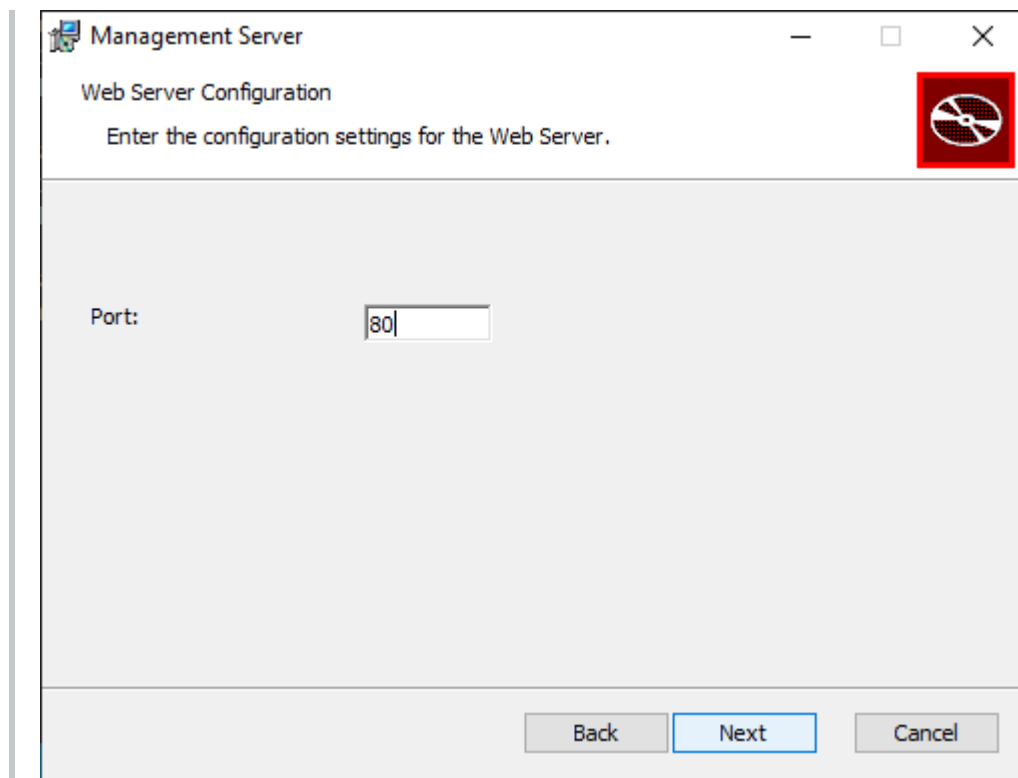 Management Server
Web Server Configuration
Enter the configuration settings for the Web Server.
Port:
80
Back
Next
Cancel